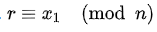 r ≡ x₁ (mod n)